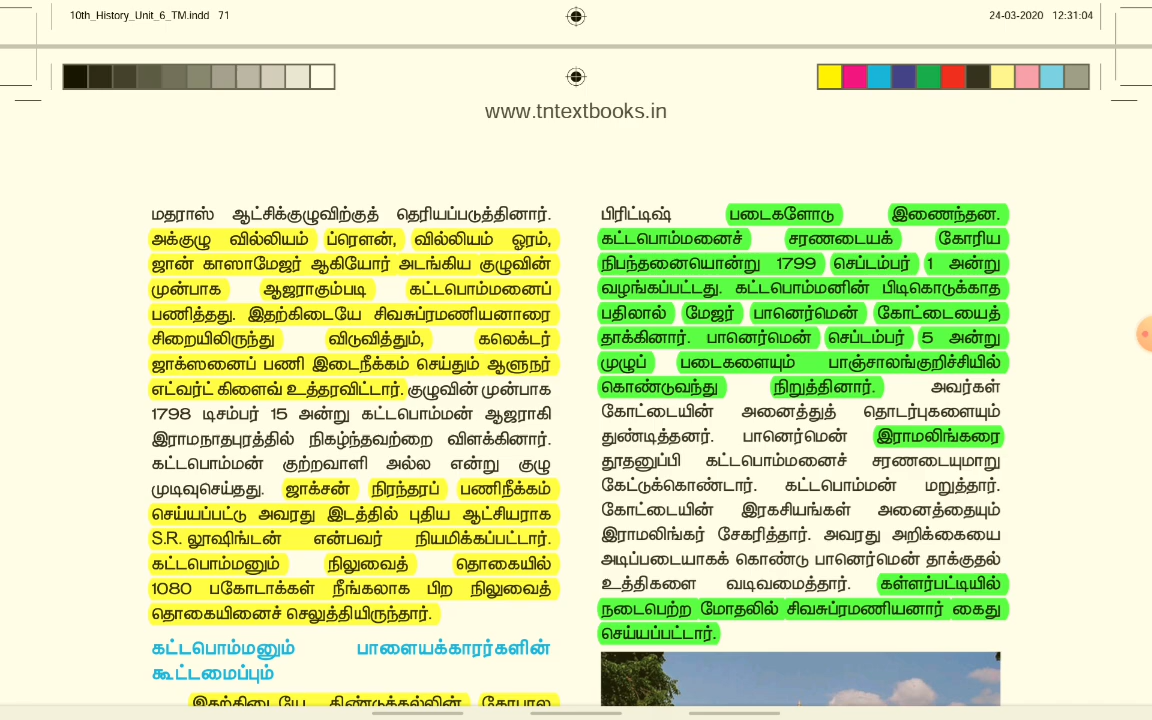 10th_History_Unit_6_TM.indd 71
24-03-2020 12:31:04
www.tntextbooks.in
மதராஸ் ஆட்சிக்குழுவிற்குத் தெரியப்படுத்தினார்.
அக்குழு வில்லியம் ப்ரௌன், வில்லியம் ஓரம்,
ஜான் காஸாமேஜர் ஆகியோர் அடங்கிய குழுவின்
முன்பாக ஆஜராகும்படி கட்டபொம்மனைப்
பணித்தது. இதற்கிடையே சிவசுப்ரமணியனாரை
சிறையிலிருந்து விடுவித்தும், கலெக்டர்
ஜாக்ஸனைப் பணி இடைநீக்கம் செய்தும் ஆளுநர்
எட்வர்ட் கிளைவ் உத்தரவிட்டார். குழுவின் முன்பாக
1798 டிசம்பர் 15 அன்று கட்டபொம்மன் ஆஜராகி
இராமநாதபுரத்தில் நிகழ்ந்தவற்றை விளக்கினார்.
கட்டபொம்மன் குற்றவாளி அல்ல என்று குழு
முடிவுசெய்தது. ஜாக்சன் நிரந்தரப் பணிநீக்கம்
செய்யப்பட்டு அவரது இடத்தில் புதிய ஆட்சியராக
S.R. லூஷிங்டன் என்பவர் நியமிக்கப்பட்டார்.
கட்டபொம்மனும் நிலுவைத் தொகையில்
1080 பகோடாக்கள் நீங்கலாக பிற நிலுவைத்
தொகையினைச் செலுத்தியிருந்தார்.
கட்டபொம்மனும் பாளையக்காரர்களின்
கூட்டமைப்பும்
இதற்கிடையே திண்டுக்கல்லின் கோபால
பிரிட்டிஷ் படைகளோடு இணைந்தன.
கட்டபொம்மனைச் சரணடையக் கோரிய
நிபந்தனையொன்று 1799 செப்டம்பர் 1 அன்று
வழங்கப்பட்டது. கட்டபொம்மனின் பிடிகொடுக்காத
பதிலால் மேஜர் பானெர்மென் கோட்டையைத்
தாக்கினார். பானெர்மென் செப்டம்பர் 5 அன்று
முழுப் படைகளையும் பாஞ்சாலங்குறிச்சியில்
கொண்டுவந்து நிறுத்தினார். அவர்கள்
கோட்டையின் அனைத்துத் தொடர்புகளையும்
துண்டித்தனர். பானெர்மென் இராமலிங்கரை
தூதனுப்பி கட்டபொம்மனைச் சரணடையுமாறு
கேட்டுக்கொண்டார். கட்டபொம்மன் மறுத்தார்.
கோட்டையின் இரகசியங்கள் அனைத்தையும்
இராமலிங்கர் சேகரித்தார். அவரது அறிக்கையை
அடிப்படையாகக் கொண்டு பானெர்மென் தாக்குதல்
உத்திகளை வடிவமைத்தார். கள்ளர்பட்டியில்
நடைபெற்ற மோதலில் சிவசுப்ரமணியனார் கைது
செய்யப்பட்டார்.